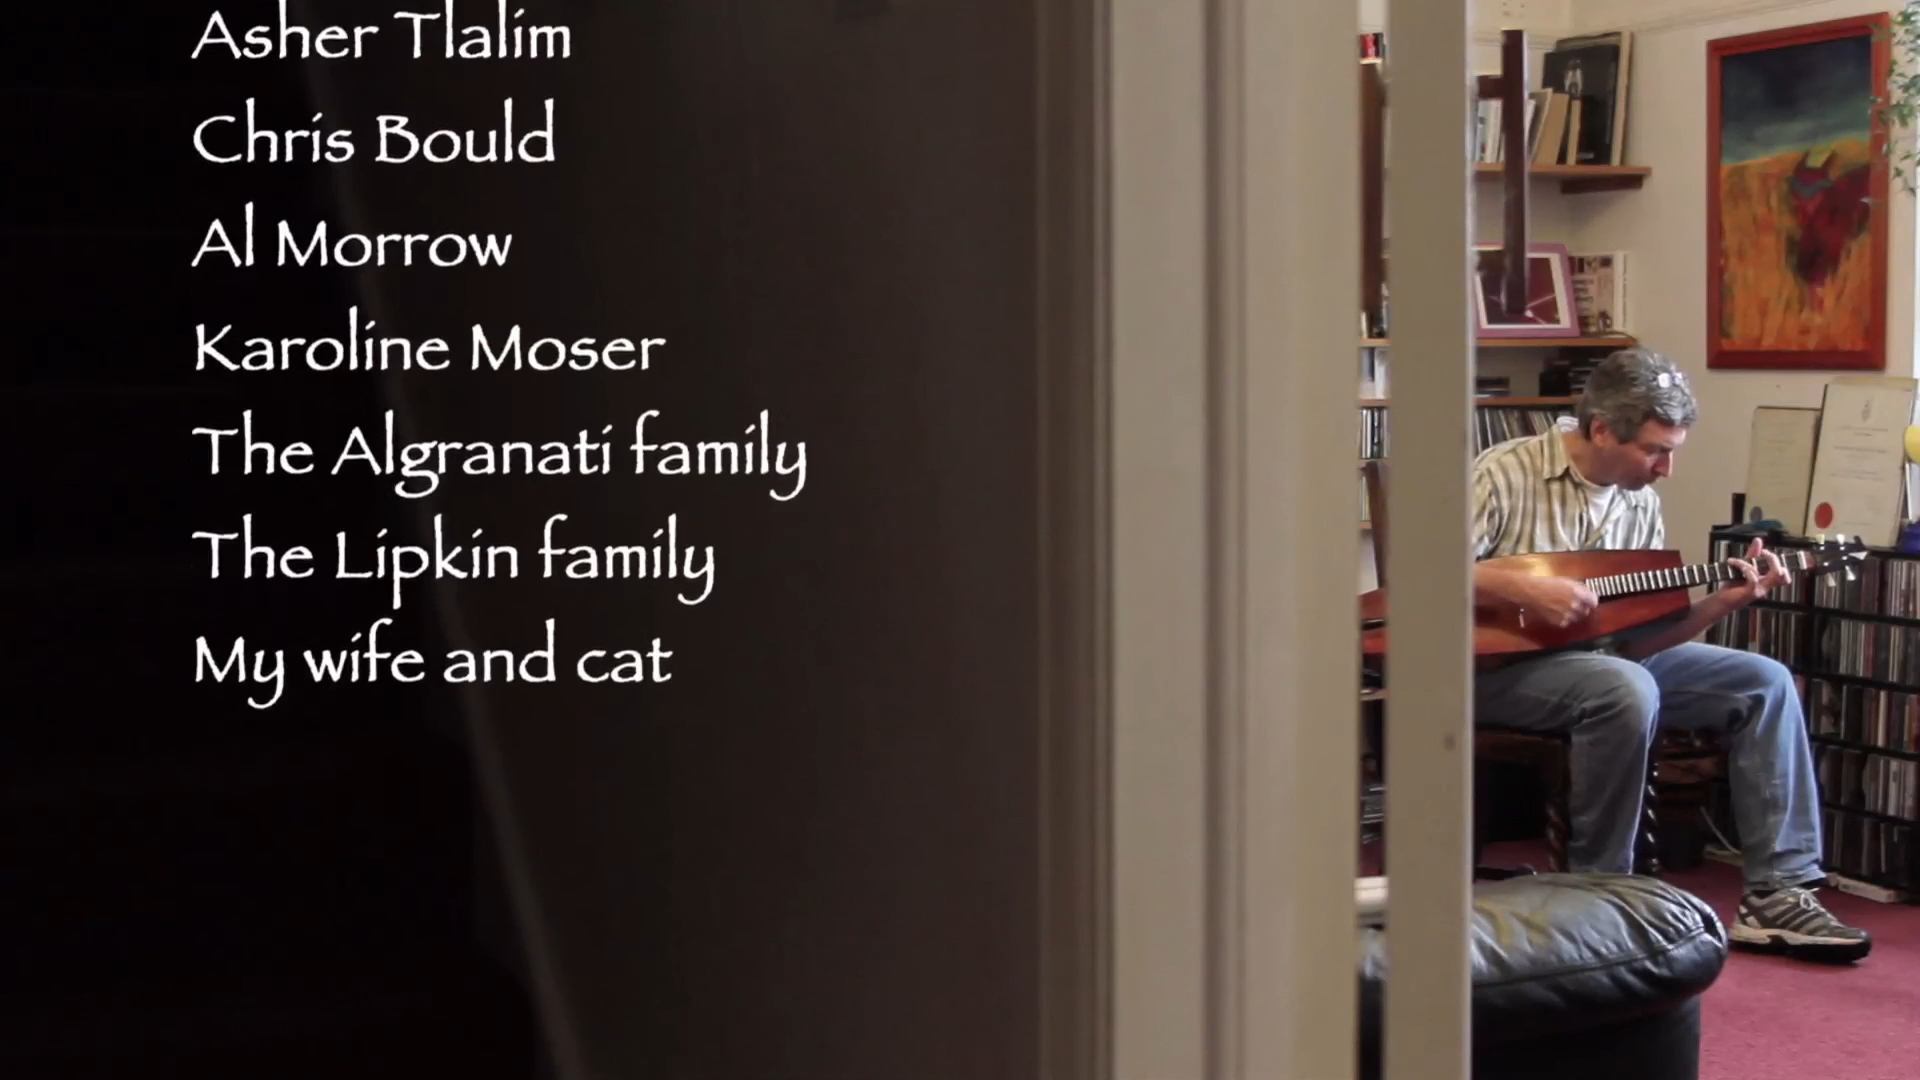 Asher Tlalim
Chris Bould
Al Morrow
Karoline Moser
The Algranati family
The Lipkin family
My wife and cat